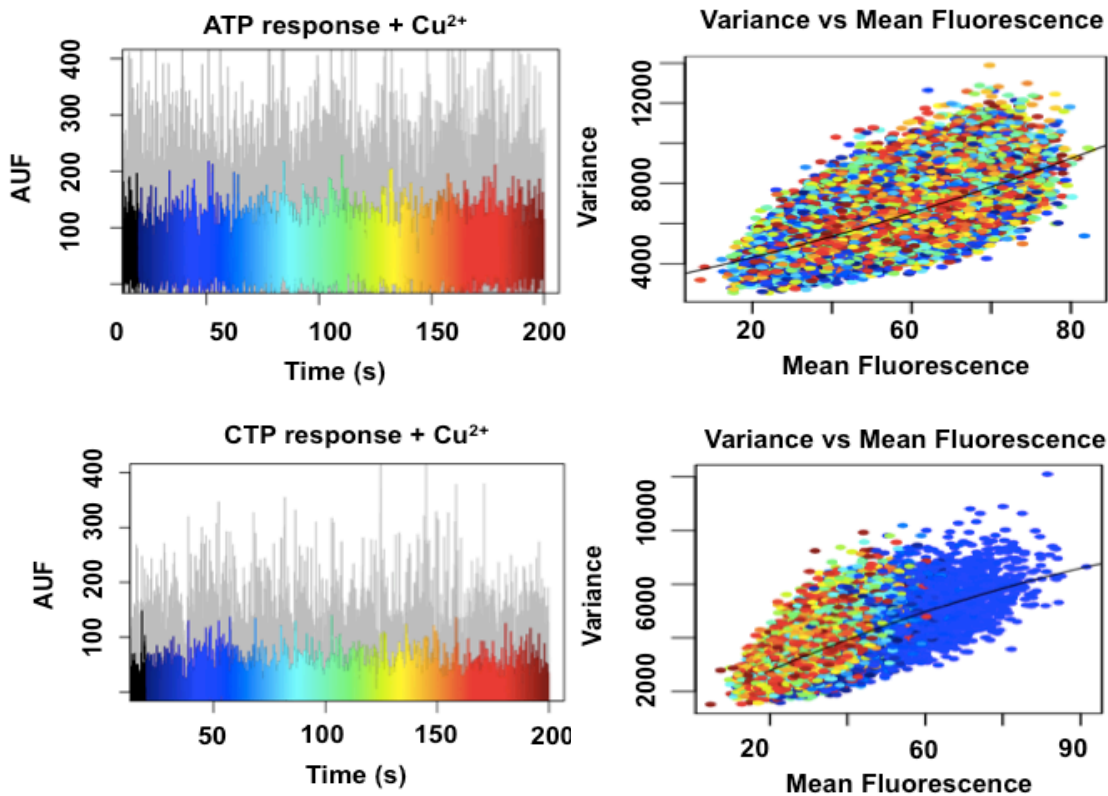 ATP response + Cu²⁺
AUF
400
300
200
100
0
50
100
150
200
Time (s)
Variance vs Mean Fluorescence
Variance
12000
8000
4000
20
60
80
Mean Fluorescence
CTP response + Cu²⁺
AUF
400
300
200
100
50
100
150
200
Time (s)
Variance vs Mean Fluorescence
Variance
10000
6000
2000
20
60
90
Mean Fluorescence